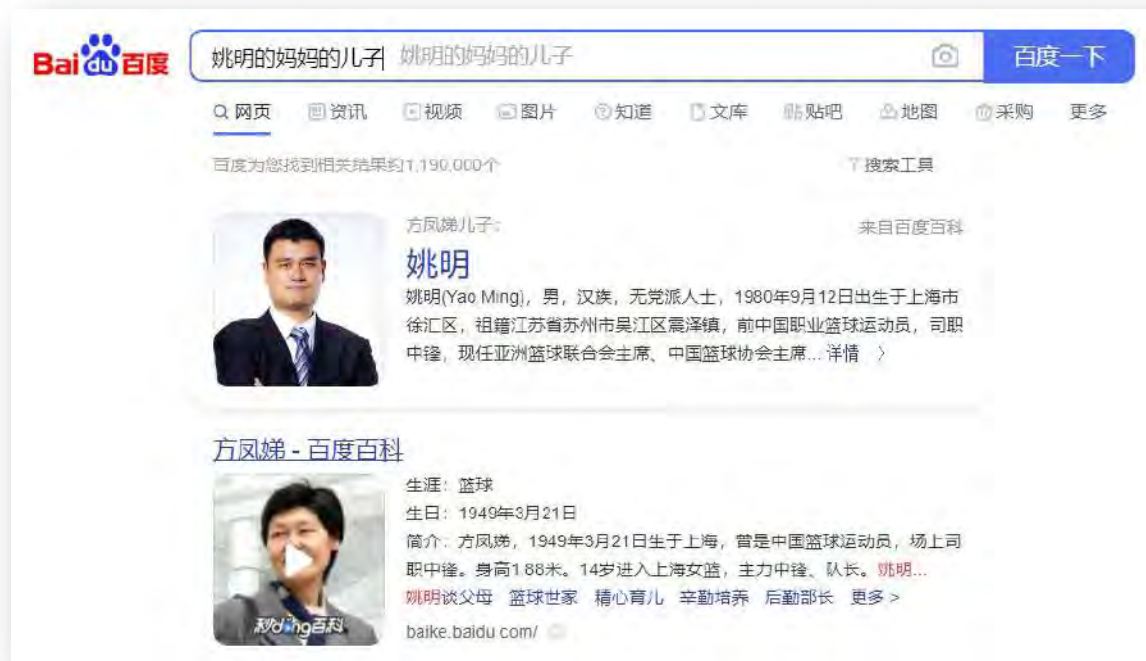 Bai du 百度
姚明的妈妈的儿子 姚明的妈妈的儿子
百度一下
网页 资讯 视频 图片 知道 文库 贴吧 地图 采购 更多
百度为您找到相关结果约1,190,000个 搜索工具
方凤娣儿子: 来自百度百科
姚明
姚明(Yao Ming)，男，汉族，无党派人士，1980年9月12日出生于上海市
徐汇区，祖籍江苏省苏州市吴江区震泽镇，前中国职业篮球运动员，司职
中锋，现任亚洲篮球联合会主席、中国篮球协会主席... 详情 〉
方凤娣 - 百度百科
生涯：篮球
生日：1949年3月21日
简介：方凤娣，1949年3月21日生于上海，曾是中国篮球运动员，场上司
职中锋。身高1.88米。14岁进入上海女篮，主力中锋、队长。姚明...
姚明谈父母 篮球世家 精心育儿 辛勤培养 后勤部长 更多 >
秒dǒng百科
baike.baidu.com/